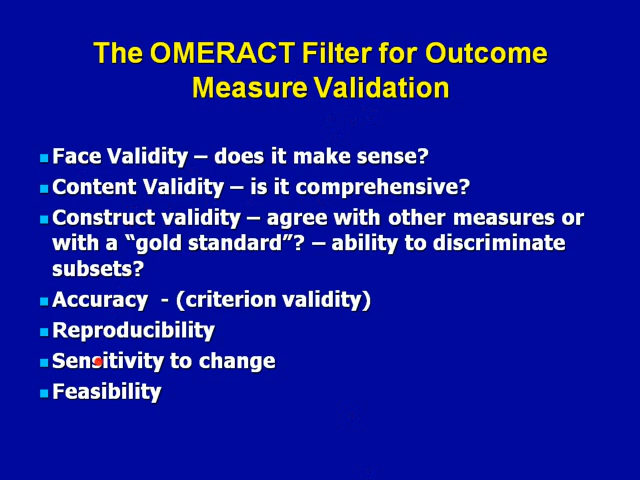 The OMERACT Filter for Outcome
Measure Validation
Face Validity – does it make sense?
Content Validity – is it comprehensive?
Construct validity – agree with other measures or
with a “gold standard”? – ability to discriminate
subsets?
Accuracy - (criterion validity)
Reproducibility
Sensitivity to change
Feasibility